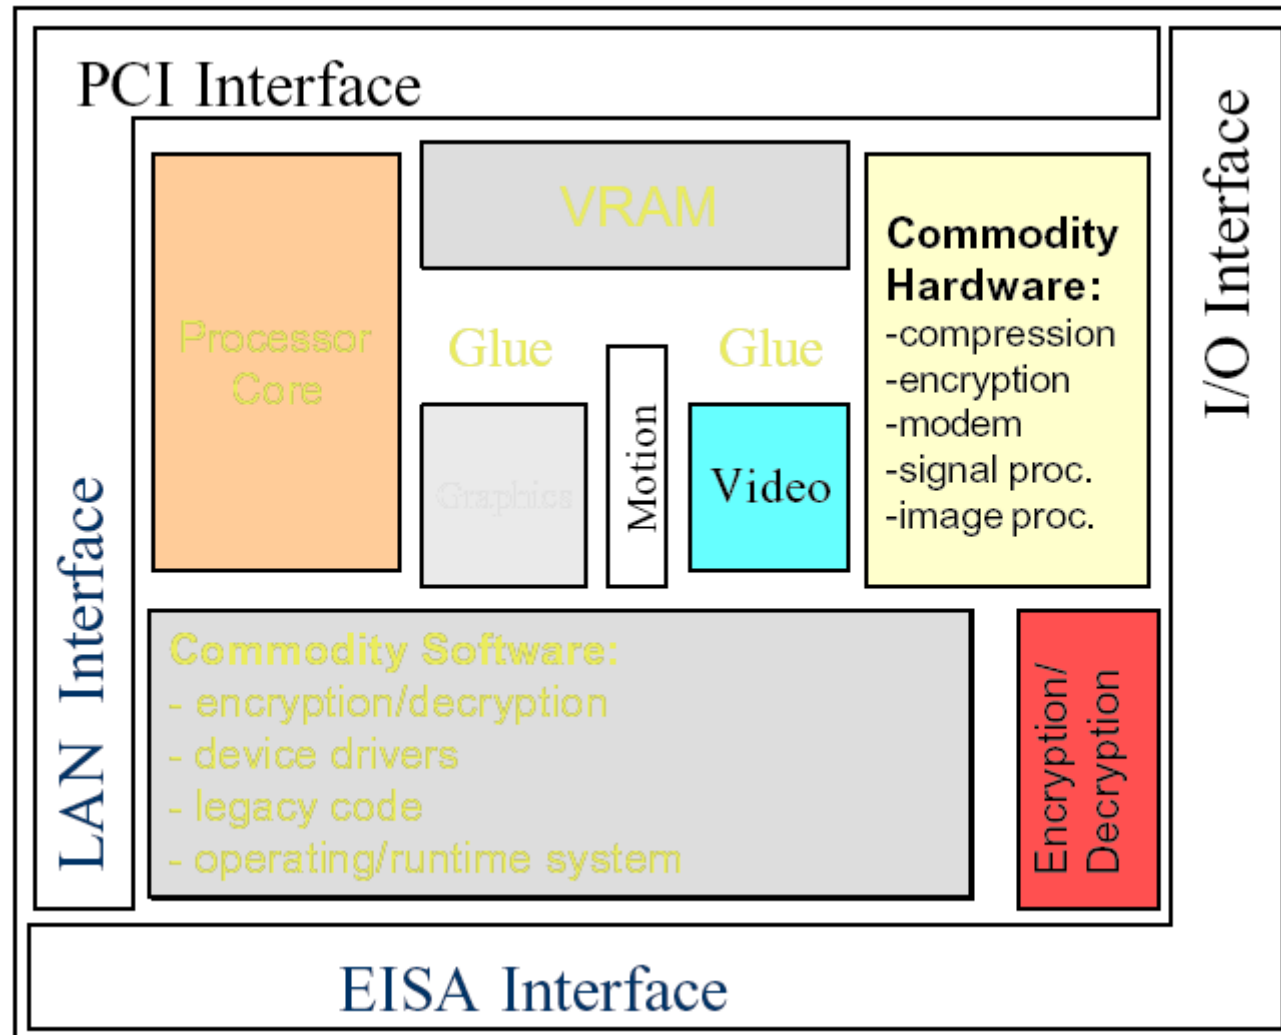 PCI Interface
VRAM
Commodity
Hardware:
-compression
-encryption
-modem
-signal proc.
-image proc.
I/O Interface
Processor
Core
Glue
Glue
Graphics
Motion
Video
LAN Interface
Commodity Software:
- encryption/decryption
- device drivers
- legacy code
- operating/runtime system
Encryption/
Decryption
EISA Interface